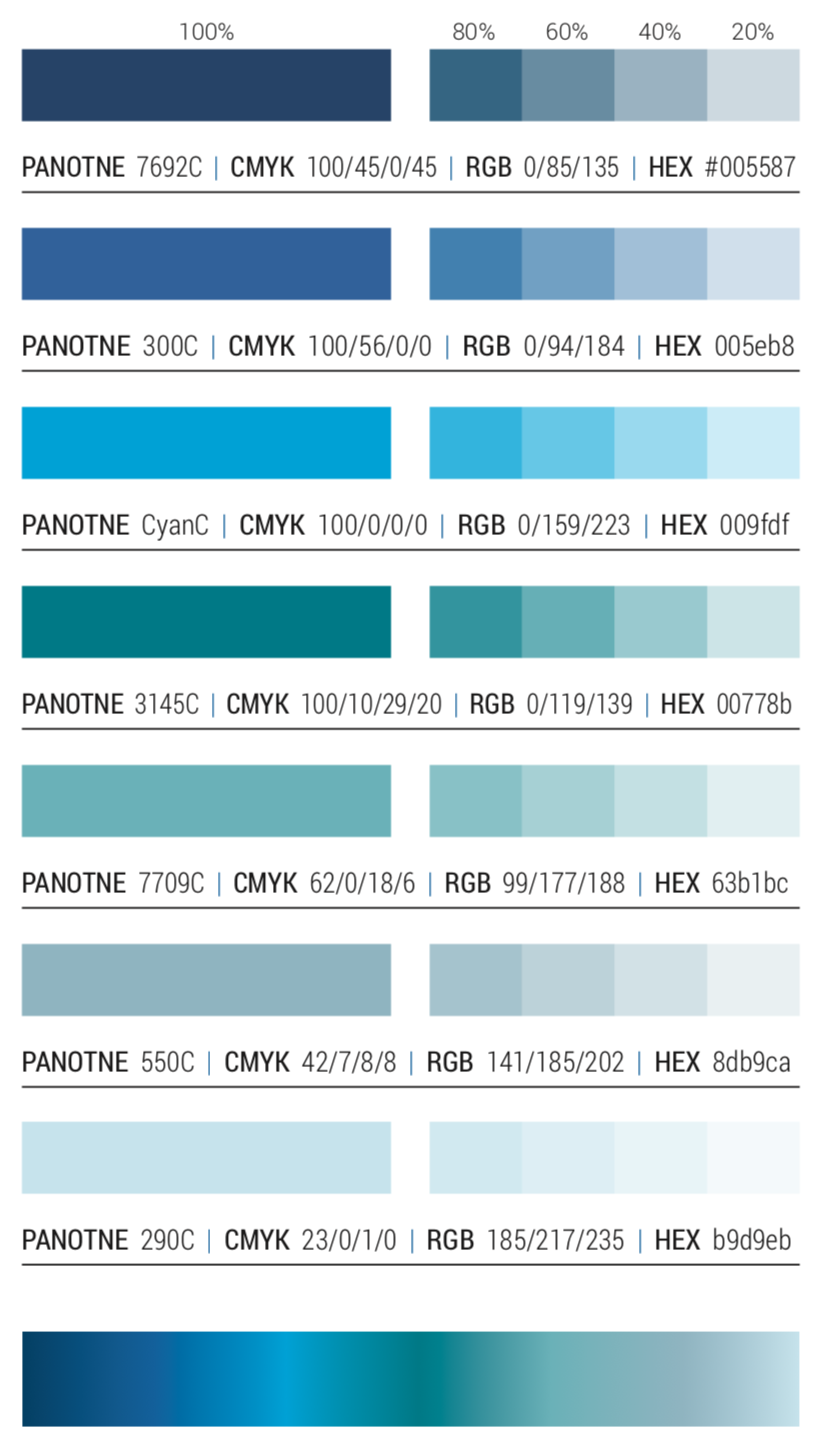 100% 80% 60% 40% 20%
PANOTNE 7692C | CMYK 100/45/0/45 | RGB 0/85/135 | HEX #005587
PANOTNE 300C | CMYK 100/56/0/0 | RGB 0/94/184 | HEX 005eb8
PANOTNE CyanC | CMYK 100/0/0/0 | RGB 0/159/223 | HEX 009fdf
PANOTNE 3145C | CMYK 100/10/29/20 | RGB 0/119/139 | HEX 00778b
PANOTNE 7709C | CMYK 62/0/18/6 | RGB 99/177/188 | HEX 63b1bc
PANOTNE 550C | CMYK 42/7/8/8 | RGB 141/185/202 | HEX 8db9ca
PANOTNE 290C | CMYK 23/0/1/0 | RGB 185/217/235 | HEX b9d9eb